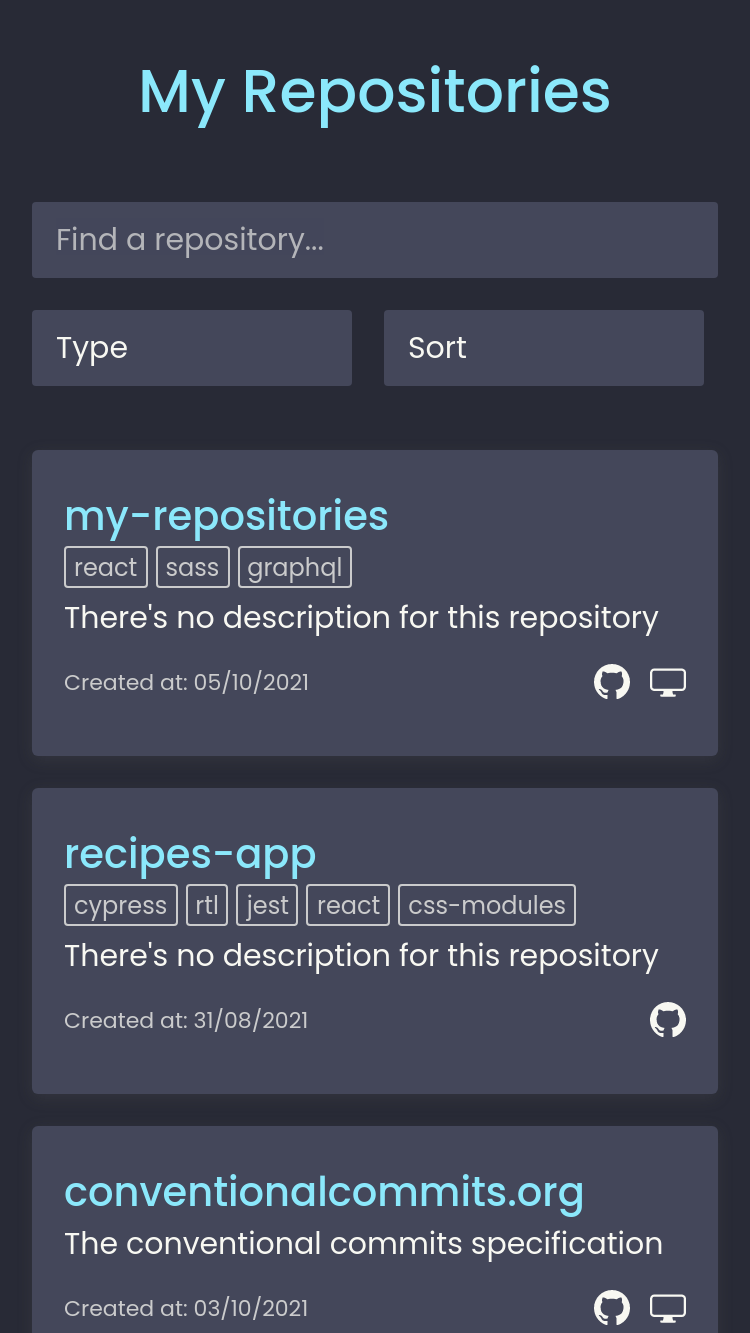 My Repositories
Find a repository...
Type Sort
my-repositories
react sass graphql
There's no description for this repository
Created at: 05/10/2021
recipes-app
cypress rtl jest react css-modules
There's no description for this repository
Created at: 31/08/2021
conventionalcommits.org
The conventional commits specification
Created at: 03/10/2021